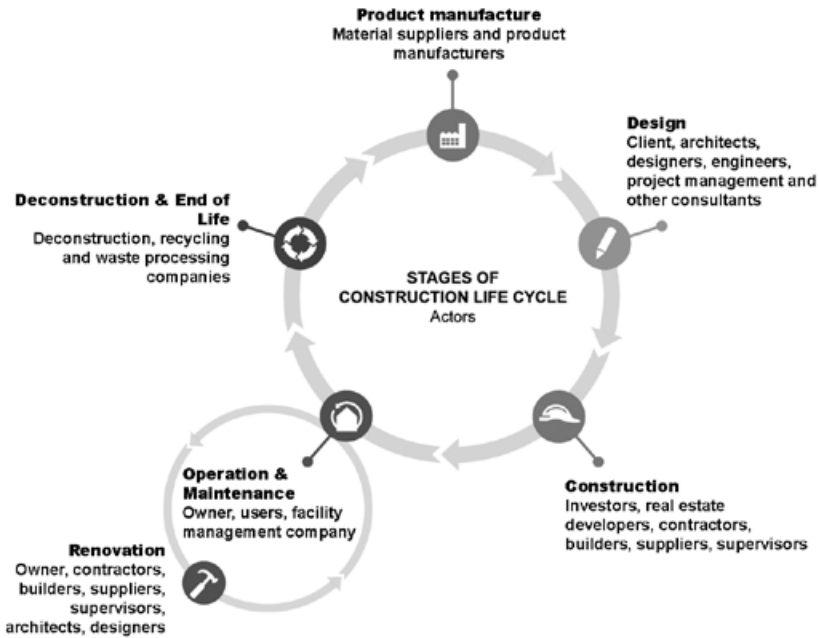 Product manufacture
Material suppliers and product
manufacturers
Design
Client, architects,
designers, engineers,
project management and
other consultants
Deconstruction & End of
Life
Deconstruction, recycling
and waste processing
companies
STAGES OF
CONSTRUCTION LIFE CYCLE
Actors
Operation &
Maintenance
Owner, users, facility
management company
Construction
Investors, real estate
developers, contractors,
builders, suppliers, supervisors
Renovation
Owner, contractors,
builders, suppliers,
supervisors,
architects, designers